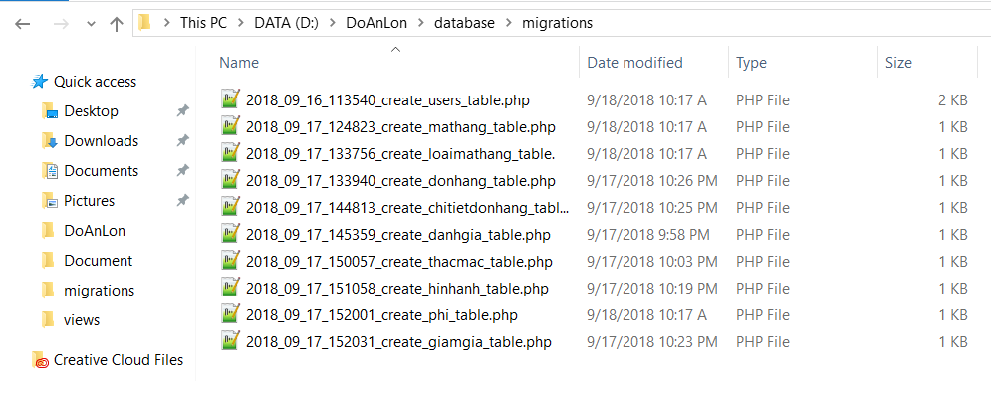 This PC > DATA (D:) > DoAnLon > database > migrations
Name Date modified Type Size
Quick access
Desktop
Downloads
Documents
Pictures
DoAnLon
Document
migrations
views
Creative Cloud Files
2018_09_16_113540_create_users_table.php 9/18/2018 10:17 A PHP File 2 KB
2018_09_17_124823_create_mathang_table.php 9/18/2018 10:17 A PHP File 1 KB
2018_09_17_133756_create_loaimathang_table. 9/18/2018 10:17 A PHP File 1 KB
2018_09_17_133940_create_donhang_table.php 9/17/2018 10:26 PM PHP File 1 KB
2018_09_17_144813_create_chitietdonhang_tabl... 9/17/2018 10:25 PM PHP File 1 KB
2018_09_17_145359_create_danhgia_table.php 9/17/2018 9:58 PM PHP File 1 KB
2018_09_17_150057_create_thacmac_table.php 9/17/2018 10:03 PM PHP File 1 KB
2018_09_17_151058_create_hinhanh_table.php 9/17/2018 10:19 PM PHP File 1 KB
2018_09_17_152001_create_phi_table.php 9/18/2018 10:17 A PHP File 1 KB
2018_09_17_152031_create_giamgia_table.php 9/17/2018 10:23 PM PHP File 1 KB